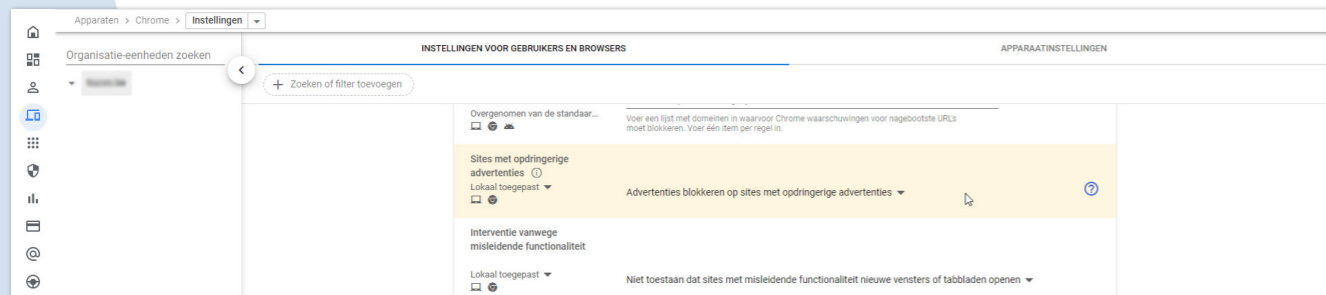 Apparaten > Chrome > Instellingen
Organisatie-eenheden zoeken
INSTELLINGEN VOOR GEBRUIKERS EN BROWSERS
APPARAATINSTELLINGEN
+ Zoeken of filter toevoegen
Overgenomen van de standaar...
Voer een lijst met domeinen in waarvoor Chrome waarschuwingen voor nagebootste URL's
moet blokkeren. Voer één item per regel in.
Sites met opdringerige
advertenties
Lokaal toegepast
Advertenties blokkeren op sites met opdringerige advertenties
Interventie vanwege
misleidende functionaliteit
Lokaal toegepast
Niet toestaan dat sites met misleidende functionaliteit nieuwe vensters of tabbladen openen